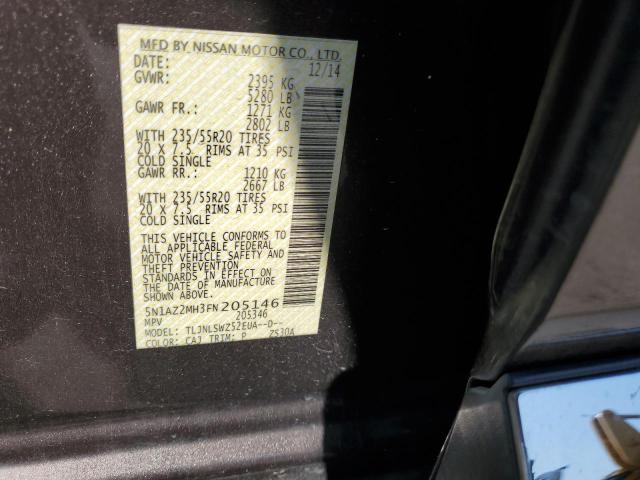 MFD BY NISSAN MOTOR CO., LTD.
DATE: 12/14
GVWR: 2395 KG
5280 LB
GAWR FR.: 1271 KG
2802 LB
WITH 235/55R20 TIRES
20 X 7.5 RIMS AT 35 PSI
COLD SINGLE
GAWR RR.: 1210 KG
2667 LB
WITH 235/55R20 TIRES
20 X 7.5 RIMS AT 35 PSI
COLD SINGLE
THIS VEHICLE CONFORMS TO
ALL APPLICABLE FEDERAL
MOTOR VEHICLE SAFETY AND
THEFT PREVENTION
STANDARDS IN EFFECT ON
THE DATE OF MANUFACTURE
SHOWN ABOVE.
5N1AZ2MH3FN205146
MPV 205346
MODEL: TLJNLSWZ52EUA--D--
COLOR: CAJ TRIM: P ZS30A